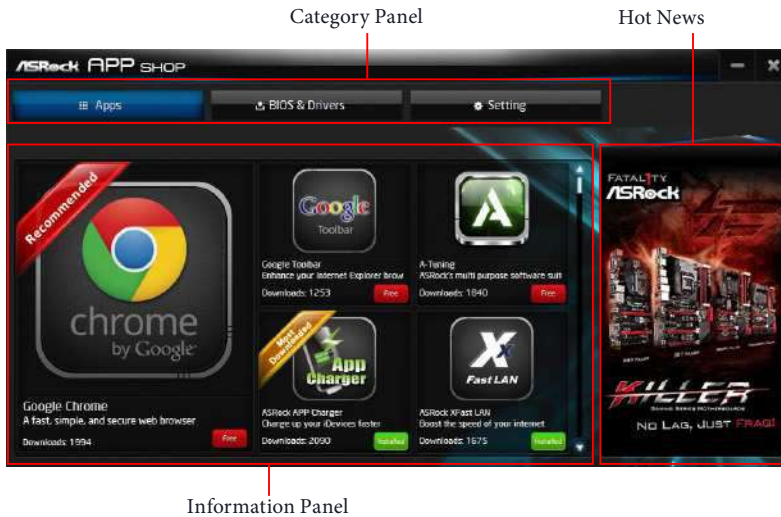 Category Panel
Hot News
ASRock APP SHOP
Apps
BIOS & Drivers
Setting
Recommended
chrome
by Google
Google Chrome
A fast, simple, and secure web browser
Downloads: 1994
Free
Google
Toolbar
Google Toolbar
Enhance your Internet Explorer brow
Downloads: 1253
Free
A-Tuning
ASRock's multi purpose software suit
Downloads: 1840
Free
Most
Downloaded
App
Charger
ASRock APP Charger
Charge up your iDevices faster
Downloads: 2090
Installed
X
Fast LAN
ASRock XFast LAN
Boost the speed of your internet
Downloads: 1675
Installed
FATAL1TY
ASRock
KILLER
GAMING SERIES MOTHERBOARDS
NO LAG, JUST FRAG!
Information Panel